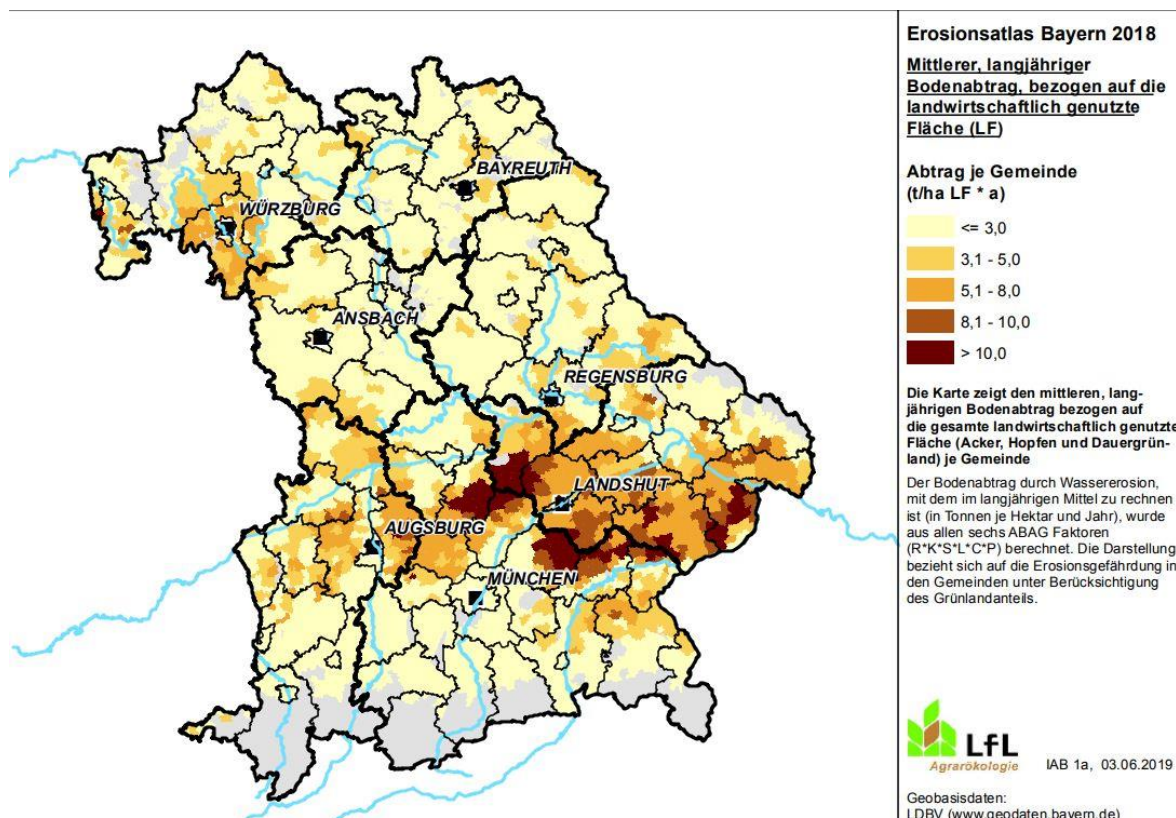 Erosionsatlas Bayern 2018
Mittlerer, langjähriger
Bodenabtrag, bezogen auf die
landwirtschaftlich genutzte
Fläche (LF)
Abtrag je Gemeinde
(t/ha LF * a)
<= 3,0
3,1 - 5,0
5,1 - 8,0
8,1 - 10,0
> 10,0
Die Karte zeigt den mittleren, lang-
jährigen Bodenabtrag bezogen auf
die gesamte landwirtschaftlich genutzte
Fläche (Acker, Hopfen und Dauergrün-
land) je Gemeinde
Der Bodenabtrag durch Wassererosion,
mit dem im langjährigen Mittel zu rechnen
ist (in Tonnen je Hektar und Jahr), wurde
aus allen sechs ABAG Faktoren
(R*K*S*L*C*P) berechnet. Die Darstellung
bezieht sich auf die Erosionsgefährdung in
den Gemeinden unter Berücksichtigung
des Grünlandanteils.
LfL
Agrarökologie
IAB 1a, 03.06.2019
Geobasisdaten:
LDBV (www.geodaten.bayern.de)
BAYREUTH
WÜRZBURG
ANSBACH
REGENSBURG
LANDSHUT
AUGSBURG
MÜNCHEN